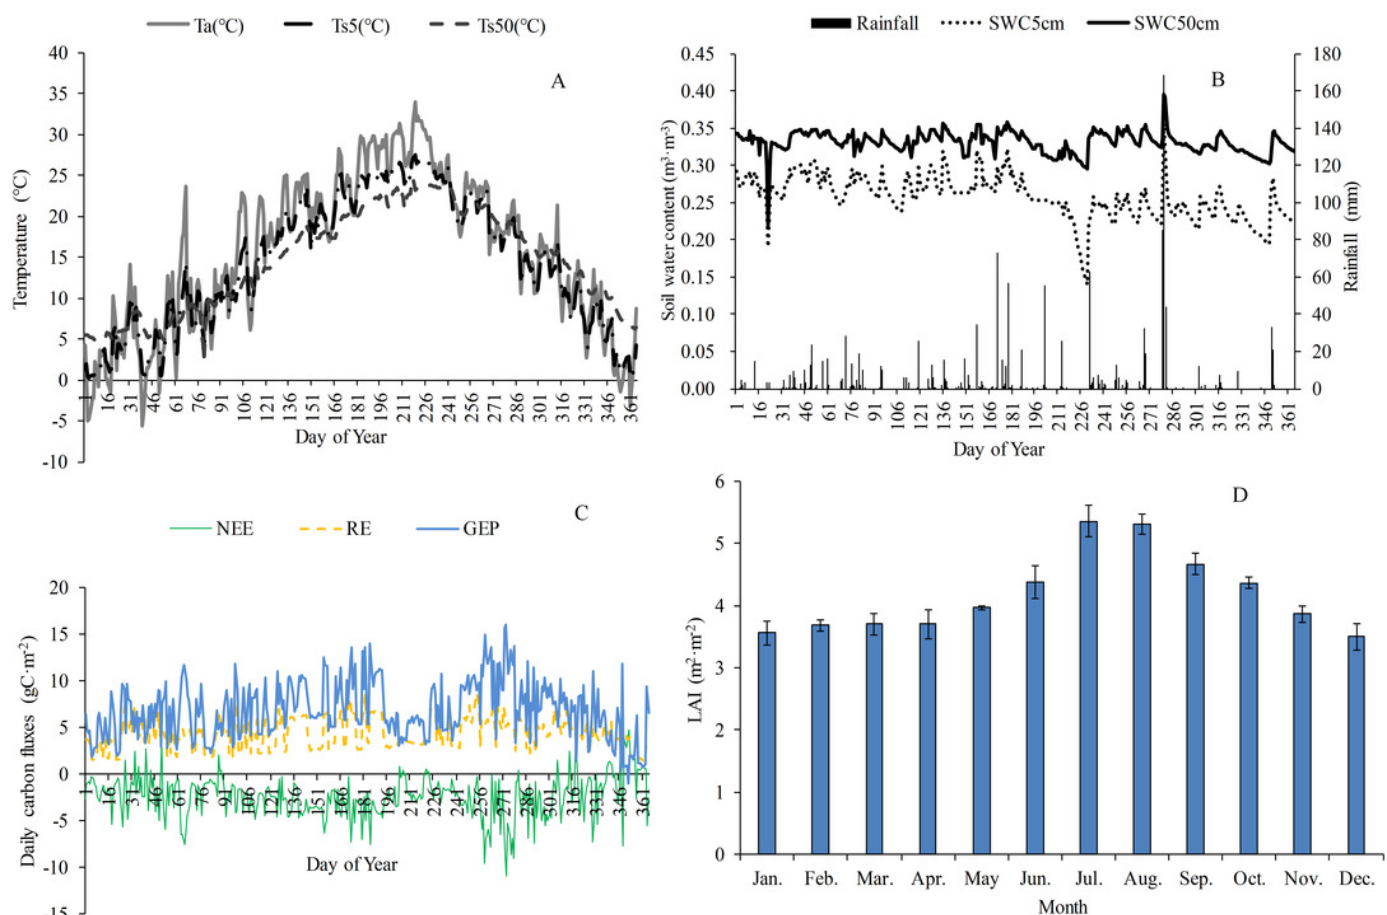 Ta(℃) Ts5(℃) Ts50(℃)
A
Temperature (℃)
40
35
30
25
20
15
10
5
0
-5
-10
1 16 31 46 61 76 91 106 121 136 151 166 181 196 211 226 241 256 271 286 301 316 331 346 361
Day of Year
Rainfall SWC5cm SWC50cm
B
Soil water content (m³·m⁻³)
0.45
0.40
0.35
0.30
0.25
0.20
0.15
0.10
0.05
0.00
180
160
140
120
100
80
60
40
20
0
Rainfall (mm)
1 16 31 46 61 76 91 106 121 136 151 166 181 196 211 226 241 256 271 286 301 316 331 346 361
Day of Year
C
NEE RE GEP
Daily carbon fluxes (gC·m⁻²)
20
15
10
5
0
-5
-10
-15
1 16 31 46 61 76 91 106 121 136 151 166 181 196 211 226 241 256 271 286 301 316 331 346 361
Day of Year
D
LAI (m²·m⁻²)
6
5
4
3
2
1
0
Jan. Feb. Mar. Apr. May Jun. Jul. Aug. Sep. Oct. Nov. Dec.
Month